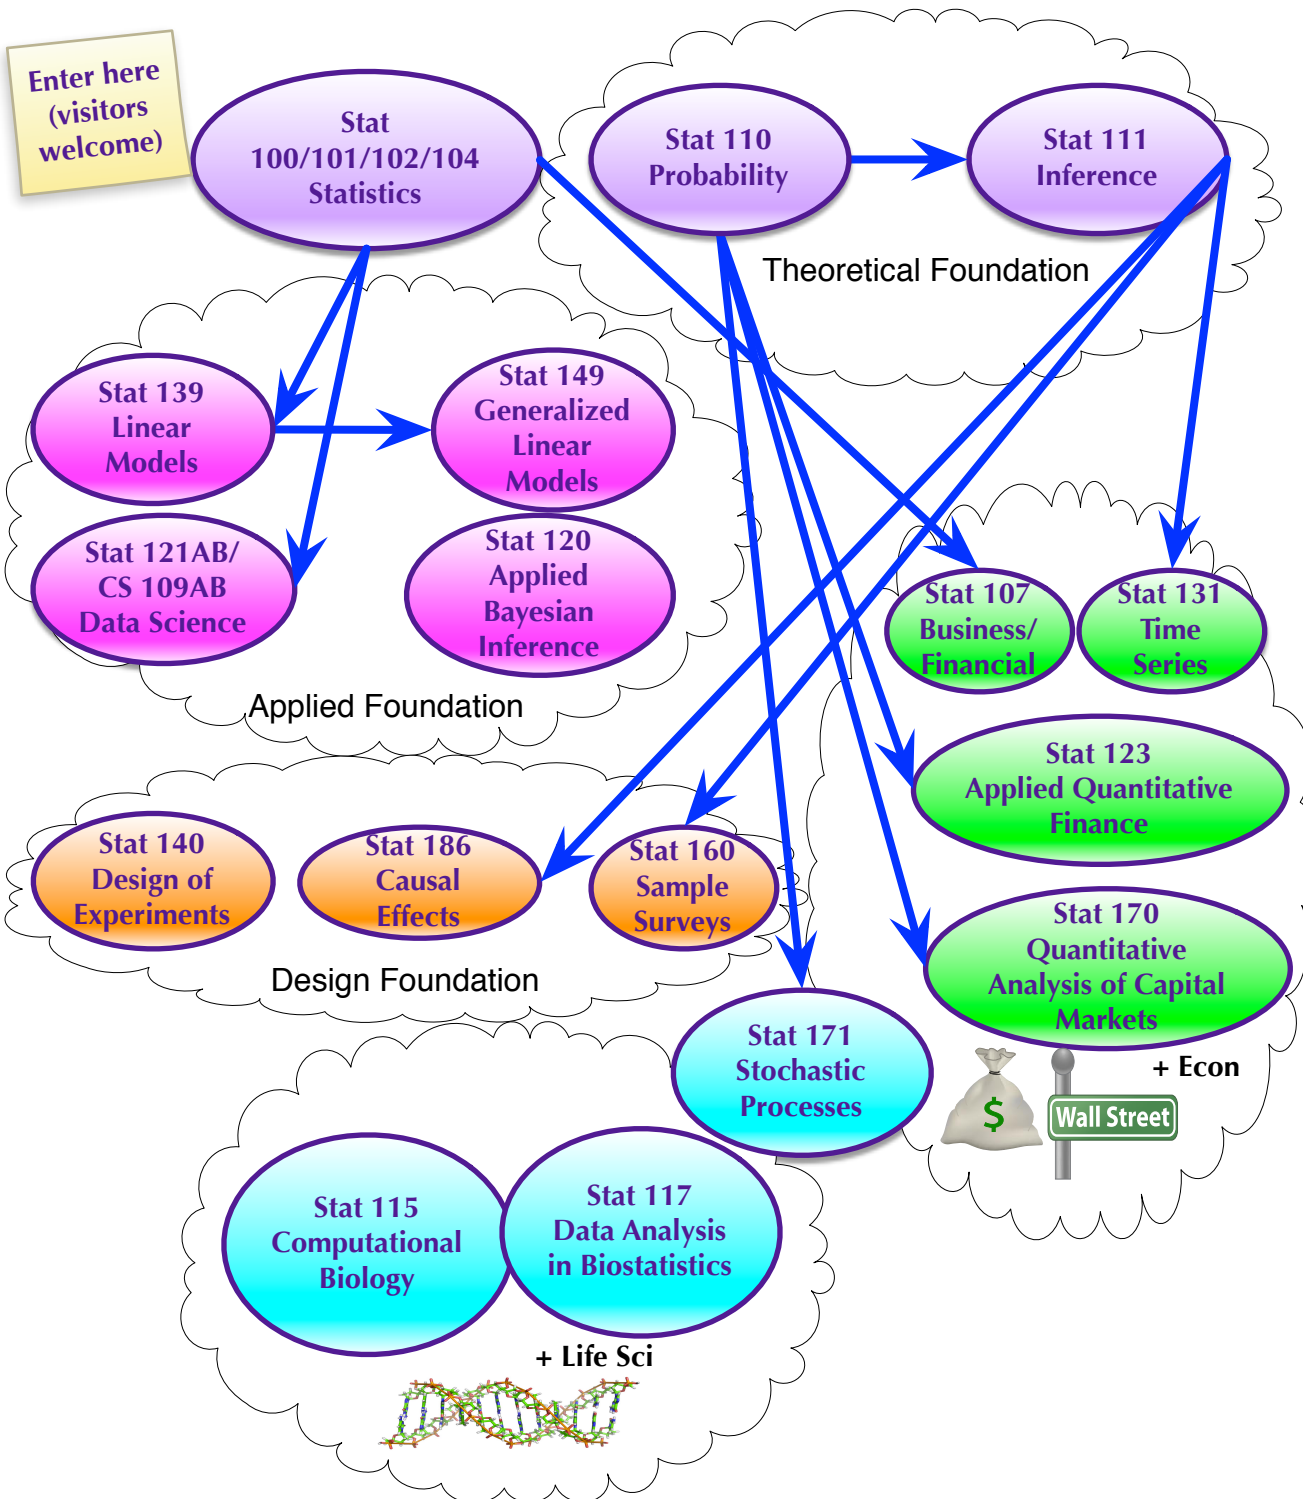 Enter here
(visitors
welcome)
Stat
100/101/102/104
Statistics
Stat 110
Probability
Stat 111
Inference
Theoretical Foundation
Stat 139
Linear
Models
Stat 149
Generalized
Linear
Models
Stat 121AB/
CS 109AB
Data Science
Stat 120
Applied
Bayesian
Inference
Applied Foundation
Stat 107
Business/
Financial
Stat 131
Time
Series
Stat 123
Applied Quantitative
Finance
Stat 140
Design of
Experiments
Stat 186
Causal
Effects
Stat 160
Sample
Surveys
Design Foundation
Stat 170
Quantitative
Analysis of Capital
Markets
+ Econ
$
Wall Street
Stat 171
Stochastic
Processes
Stat 115
Computational
Biology
Stat 117
Data Analysis
in Biostatistics
+ Life Sci